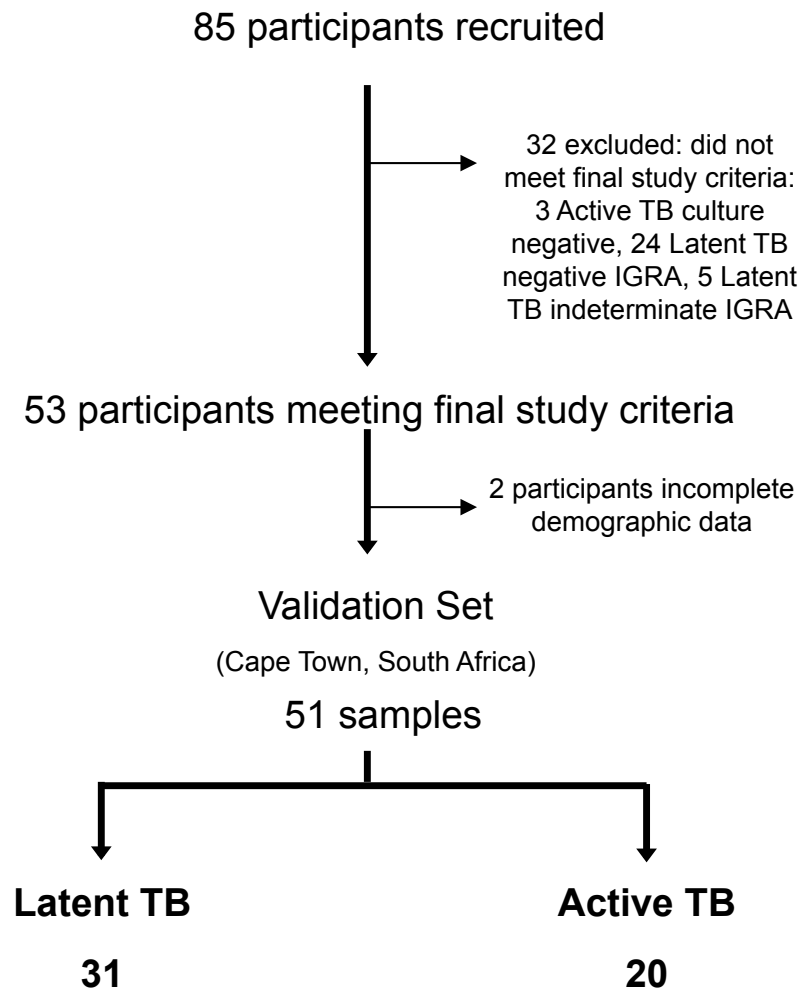 85 participants recruited
32 excluded: did not
meet final study criteria:
3 Active TB culture
negative, 24 Latent TB
negative IGRA, 5 Latent
TB indeterminate IGRA
53 participants meeting final study criteria
2 participants incomplete
demographic data
Validation Set
(Cape Town, South Africa)
51 samples
Latent TB
Active TB
31
20